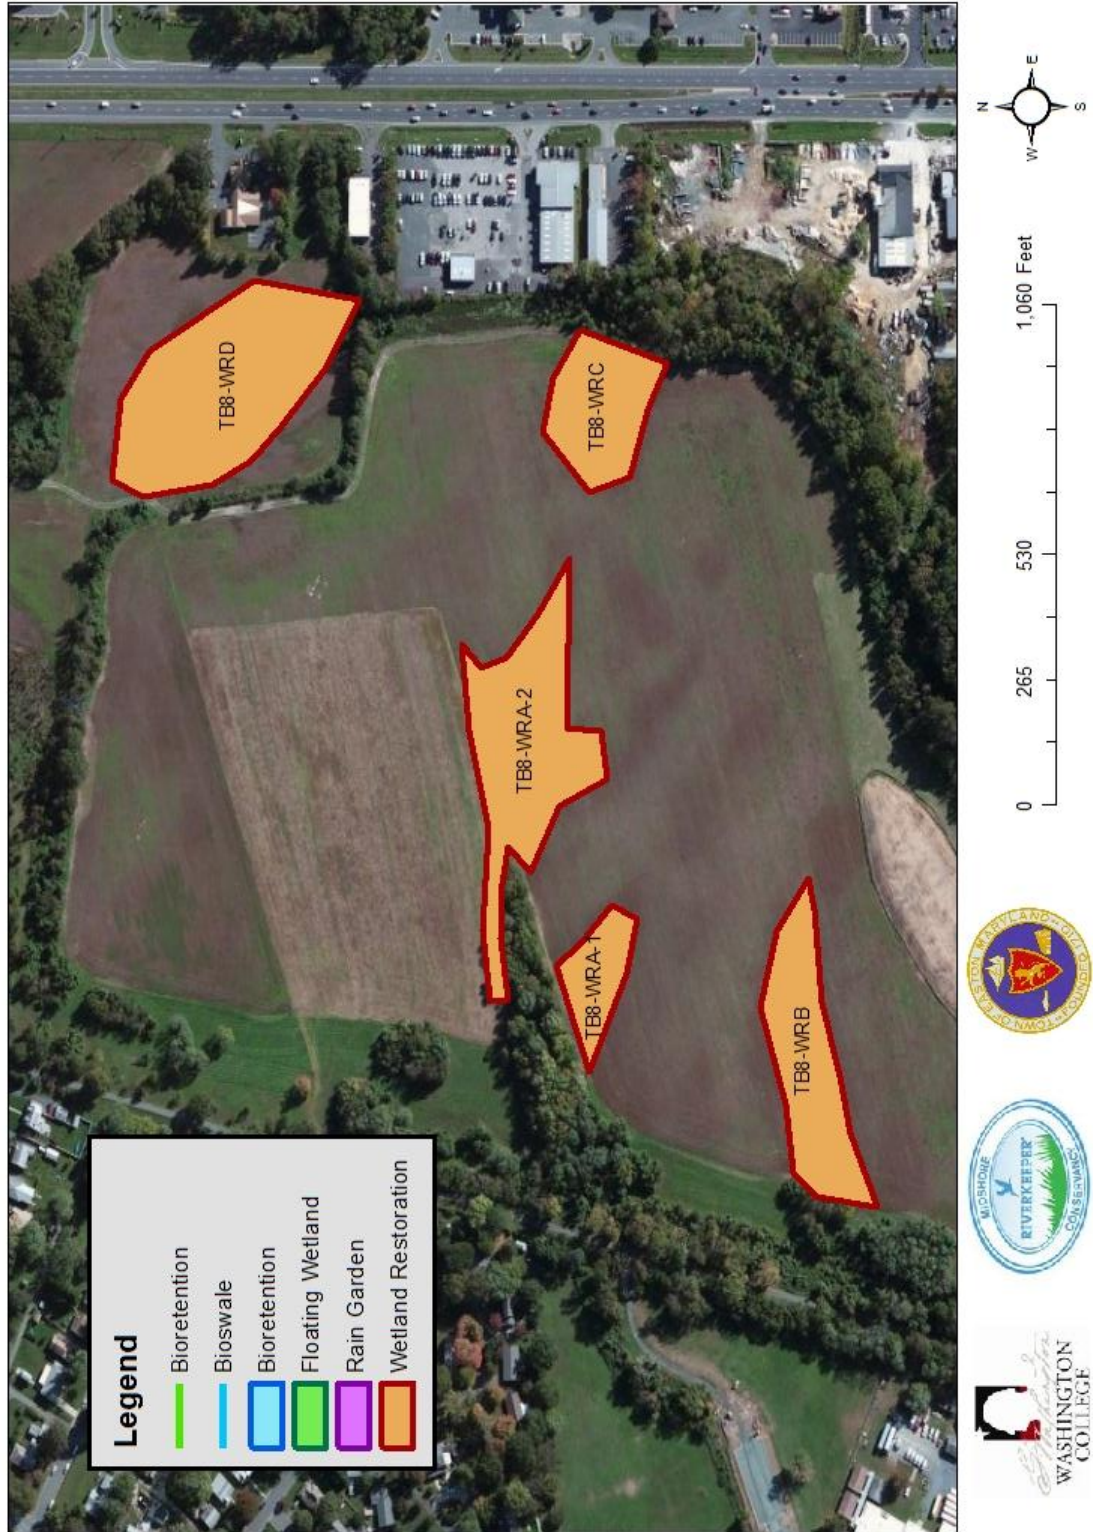 Legend
Bioretention
Bioswale
Bioretention
Floating Wetland
Rain Garden
Wetland Restoration
TB8-WRD
TB8-WRC
TB8-WRA-2
TB8-WRA-1
TB8-WRB
WASHINGTON
COLLEGE
MIDSHORE
RIVERKEEPER
CONSERVANCY
TOWN OF EASTON MARYLAND
FOUNDED 1710
0 265 530 1,060 Feet
N
W E
S